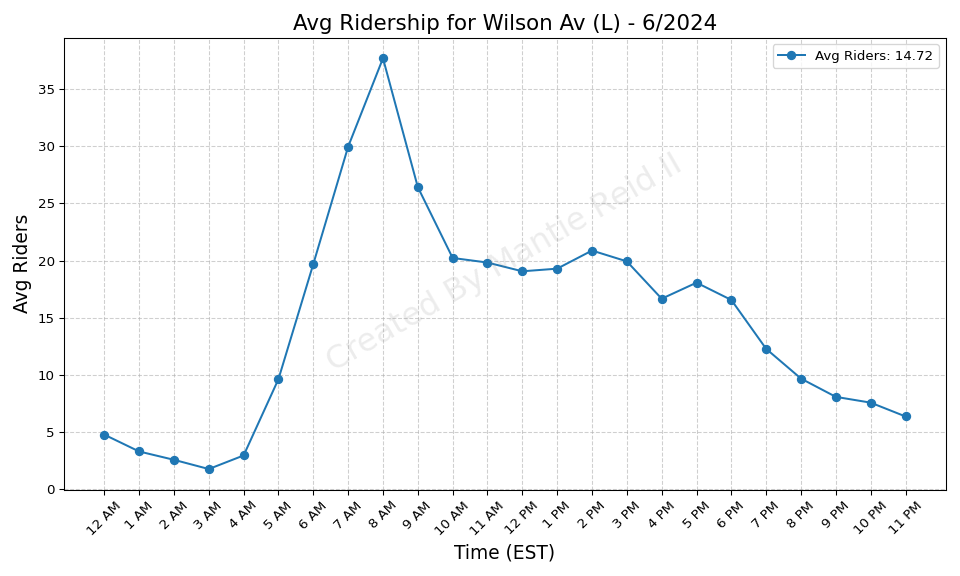 Avg Ridership for Wilson Av (L) - 6/2024
Avg Riders: 14.72
Avg Riders
35
30
25
20
15
10
5
0
Created By Mantie Reid II
12 AM
1 AM
2 AM
3 AM
4 AM
5 AM
6 AM
7 AM
8 AM
9 AM
10 AM
11 AM
12 PM
1 PM
2 PM
3 PM
4 PM
5 PM
6 PM
7 PM
8 PM
9 PM
10 PM
11 PM
Time (EST)